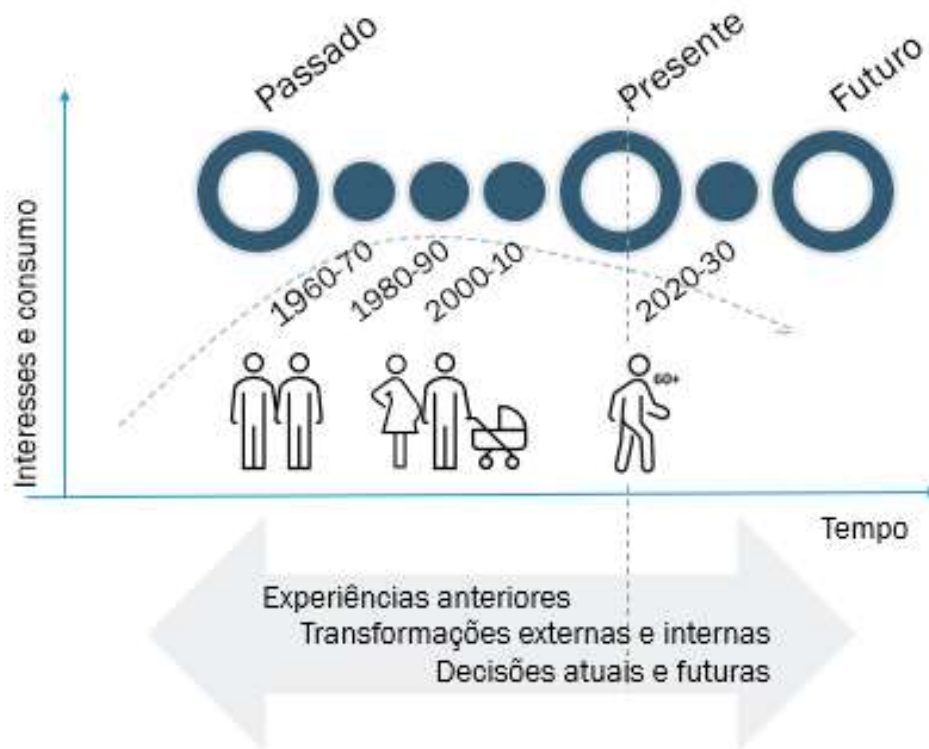 Passado
Presente
Futuro
Interesses e consumo
1960-70
1980-90
2000-10
2020-30
60+
Tempo
Experiências anteriores
Transformações externas e internas
Decisões atuais e futuras